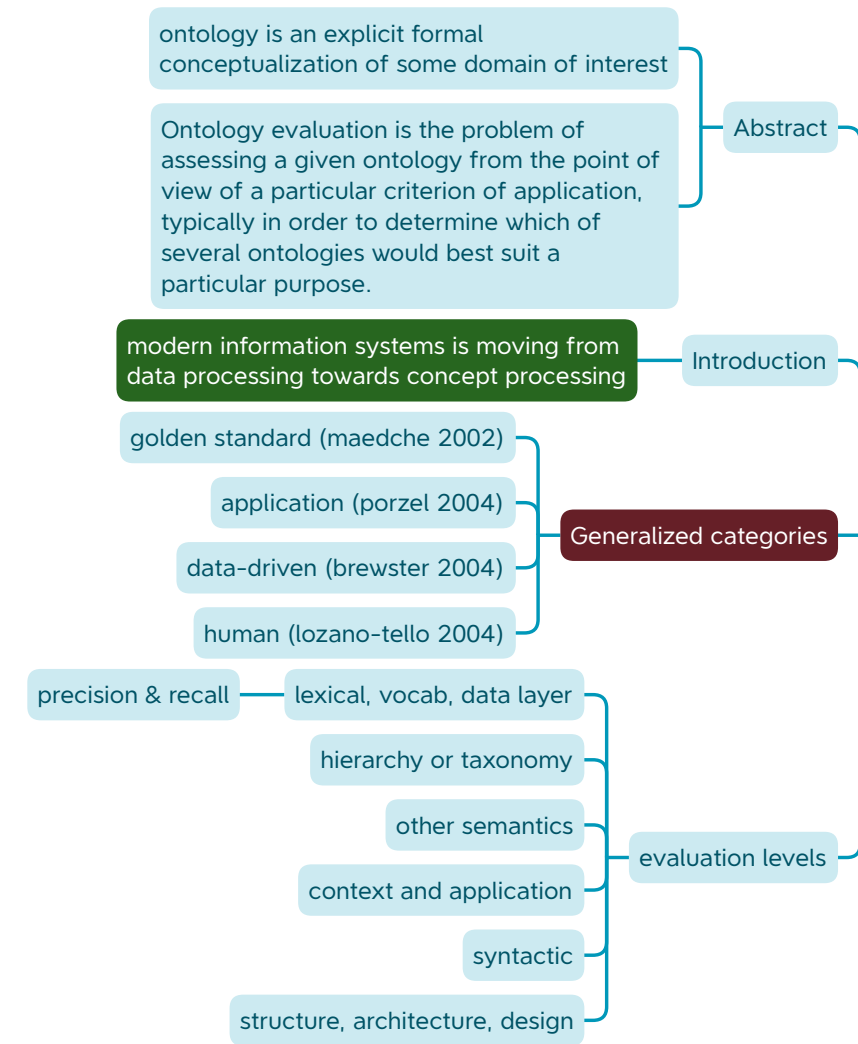 ontology is an explicit formal
conceptualization of some domain of interest
Ontology evaluation is the problem of
assessing a given ontology from the point of
view of a particular criterion of application,
typically in order to determine which of
several ontologies would best suit a
particular purpose.
Abstract
modern information systems is moving from
data processing towards concept processing
Introduction
golden standard (maedche 2002)
application (porzel 2004)
data-driven (brewster 2004)
human (lozano-tello 2004)
Generalized categories
precision & recall
lexical, vocab, data layer
hierarchy or taxonomy
other semantics
context and application
syntactic
structure, architecture, design
evaluation levels